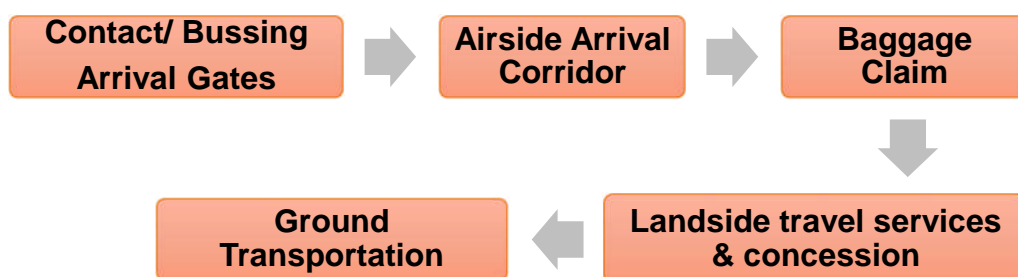 Contact/ Bussing
Arrival Gates
Airside Arrival
Corridor
Baggage
Claim
Landside travel services
& concession
Ground
Transportation